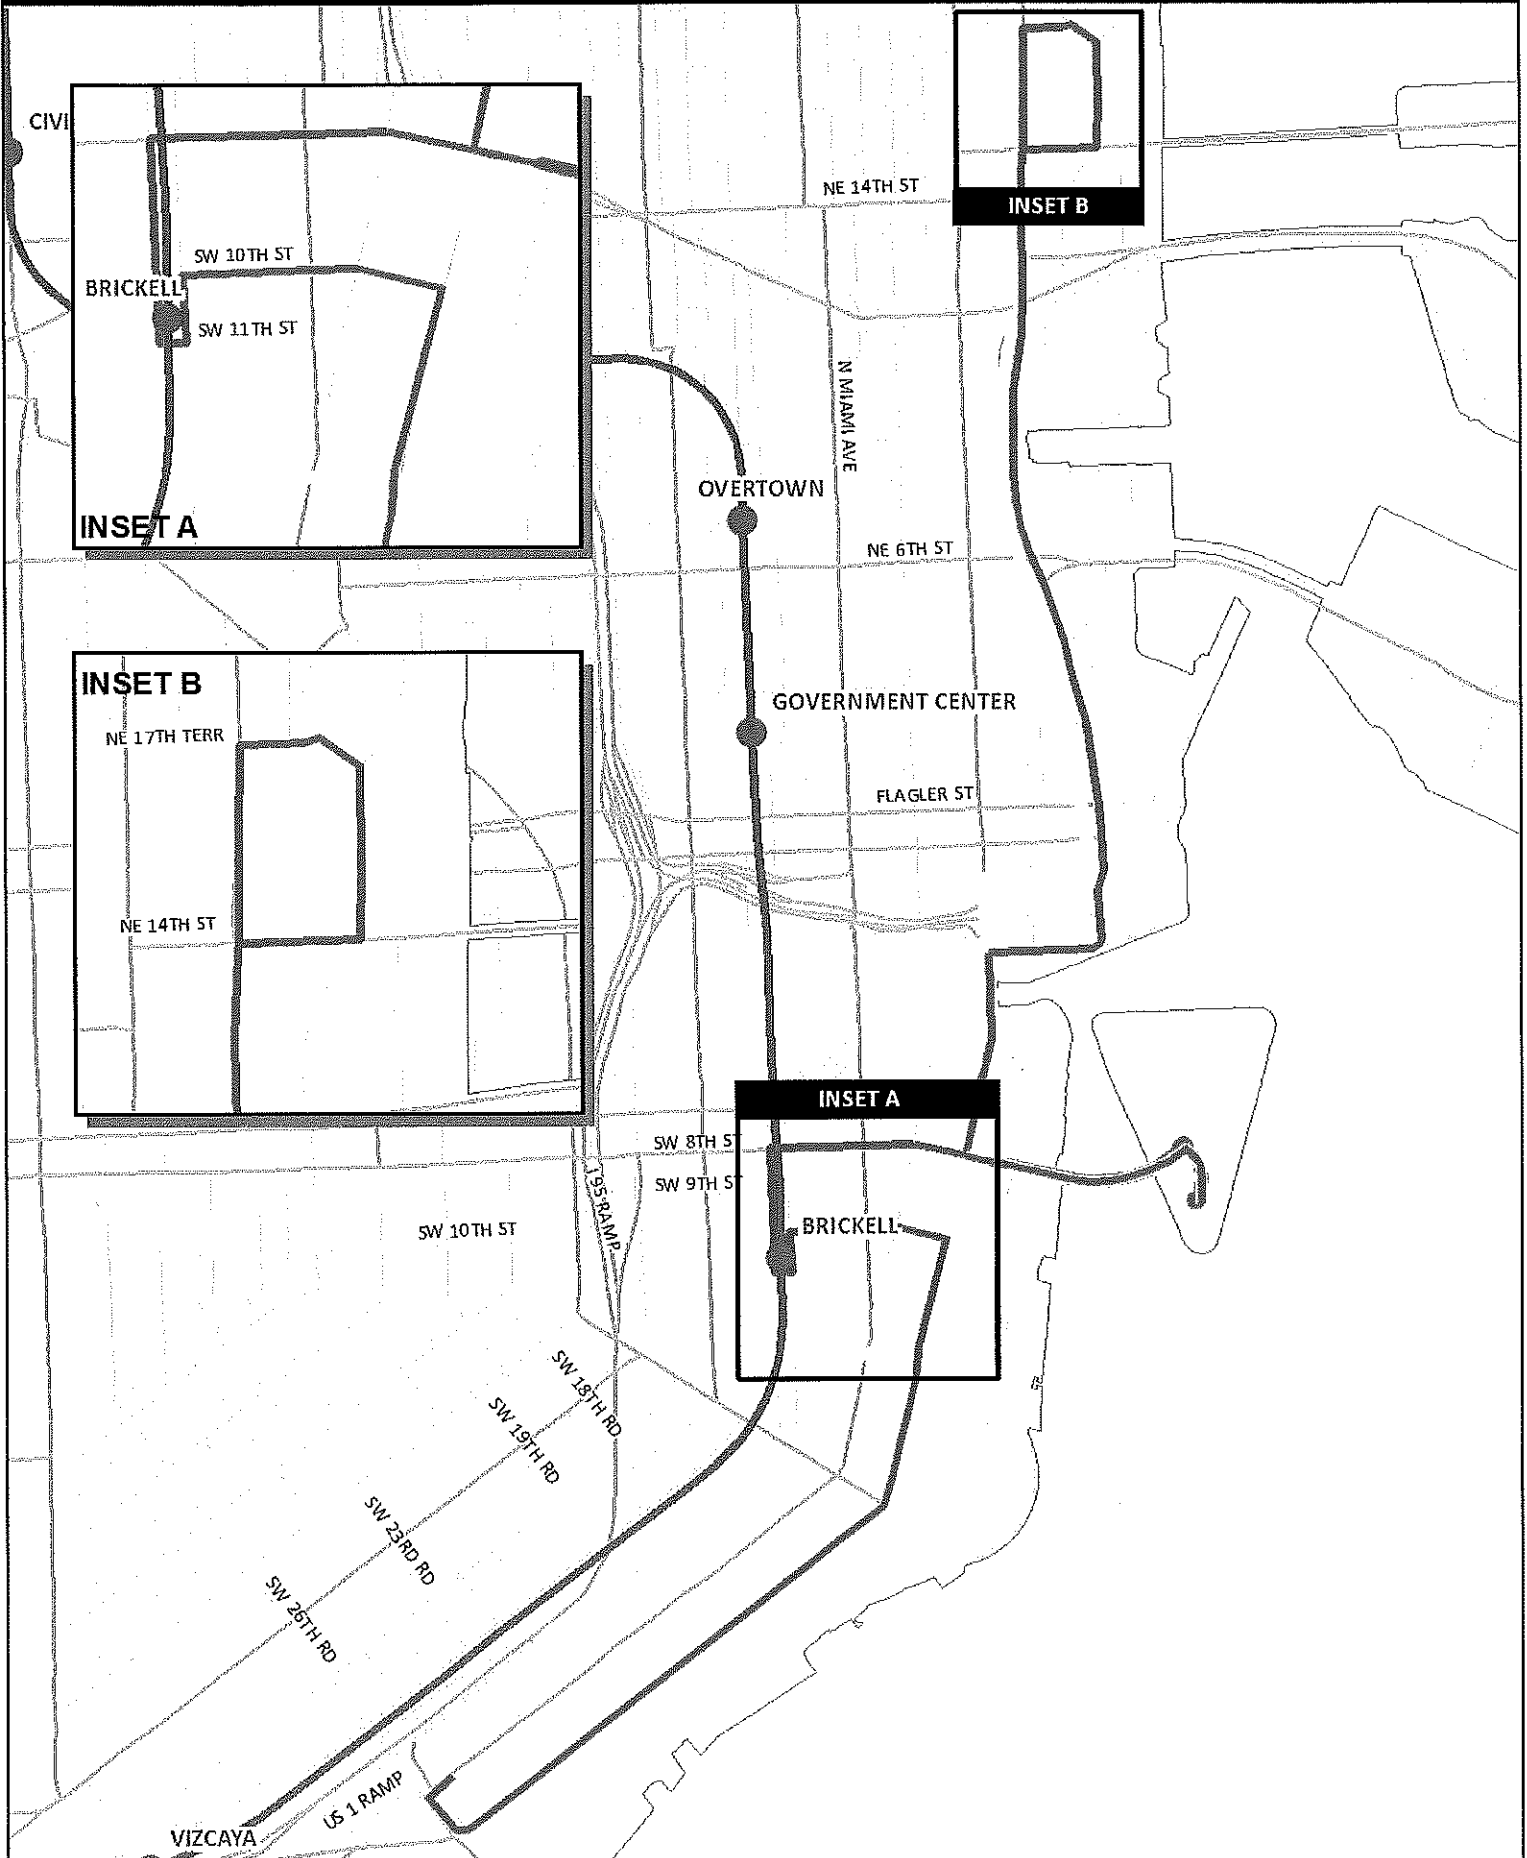 INSET B
NE 14TH ST
CIVI
SW 10TH ST
BRICKELL
SW 11TH ST
INSET A
N MIAMI AVE
OVERTOWN
NE 6TH ST
INSET B
NE 17TH TERR
NE 14TH ST
GOVERNMENT CENTER
FLAGLER ST
INSET A
SW 8TH ST
SW 9TH ST
I95 RAMP
SW 10TH ST
BRICKELL
SW 18TH RD
SW 19TH RD
SW 23RD RD
SW 26TH RD
US 1 RAMP
VIZCAYA